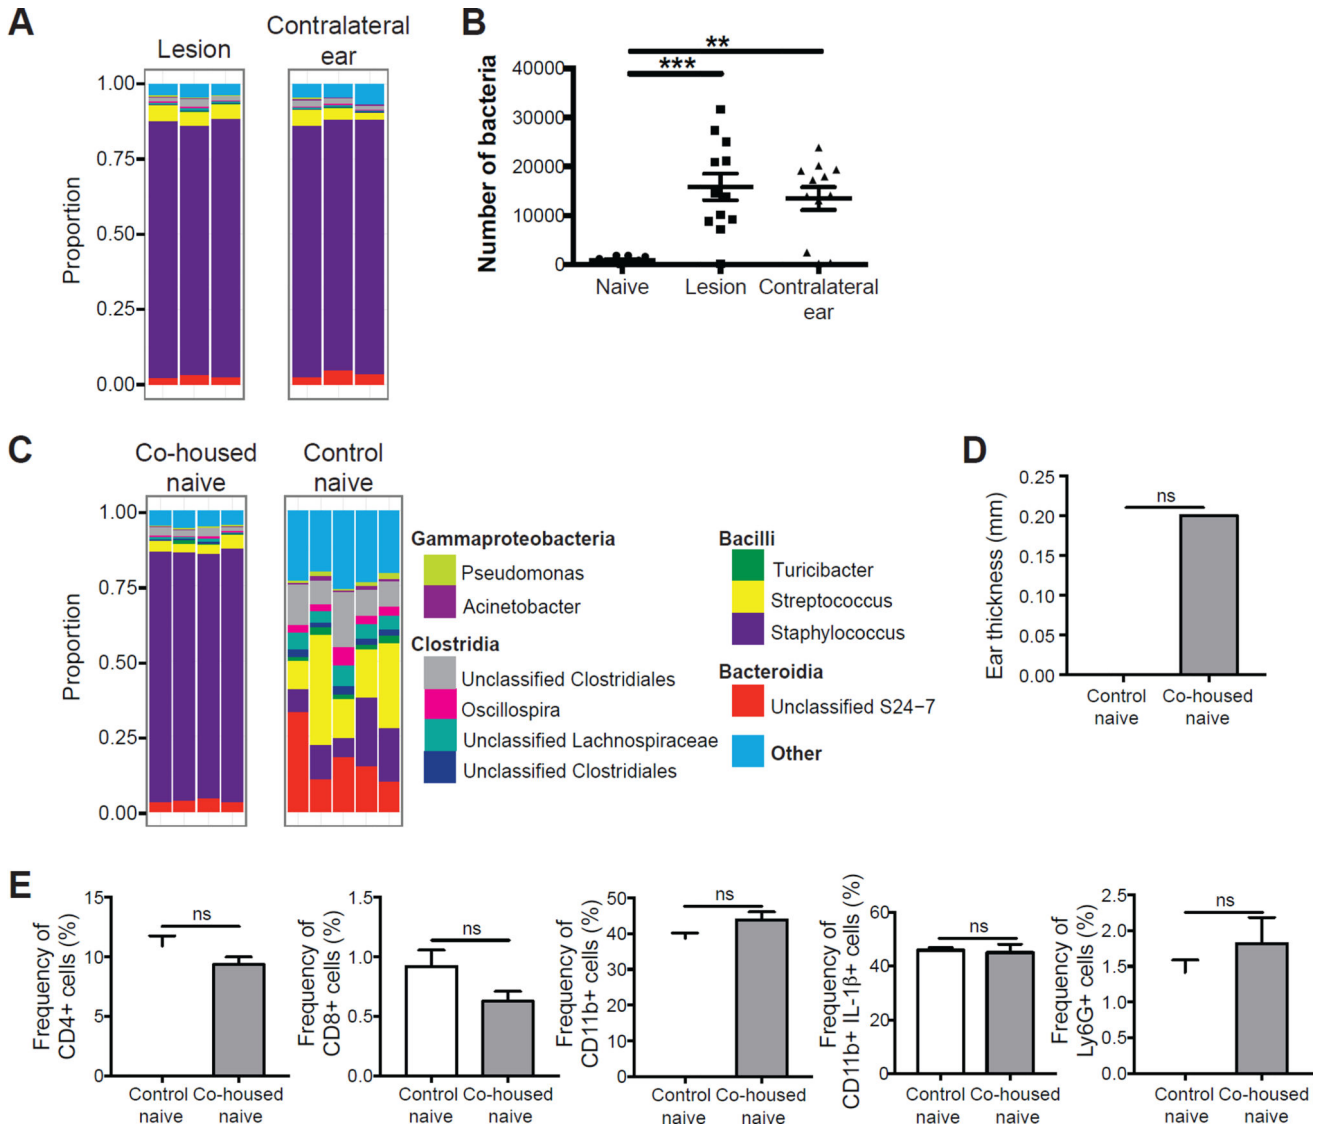 A
Lesion
Contralateral
ear
Proportion
1.00
0.75
0.50
0.25
0.00
B
**
***
Number of bacteria
40000
30000
20000
10000
0
Naive
Lesion
Contralateral
ear
C
Co-housed
naive
Control
naive
Proportion
1.00
0.75
0.50
0.25
0.00
Gammaproteobacteria
Pseudomonas
Acinetobacter
Clostridia
Unclassified Clostridiales
Oscillospira
Unclassified Lachnospiraceae
Unclassified Clostridiales
Bacilli
Turicibacter
Streptococcus
Staphylococcus
Bacteroidia
Unclassified S24−7
Other
D
Ear thickness (mm)
0.25
0.20
0.15
0.10
0.05
0.00
ns
Control
naive
Co-housed
naive
E
Frequency of
CD4+ cells (%)
15
10
5
0
ns
Control
naive
Co-housed
naive
Frequency of
CD8+ cells (%)
1.5
1.0
0.5
0.0
ns
Control
naive
Co-housed
naive
Frequency of
CD11b+ cells (%)
50
40
30
20
10
0
ns
Control
naive
Co-housed
naive
Frequency of
CD11b+ IL-1β+ cells (%)
60
40
20
0
ns
Control
naive
Co-housed
naive
Frequency of
Ly6G+ cells (%)
2.5
2.0
1.5
1.0
0.5
0.0
ns
Control
naive
Co-housed
naive